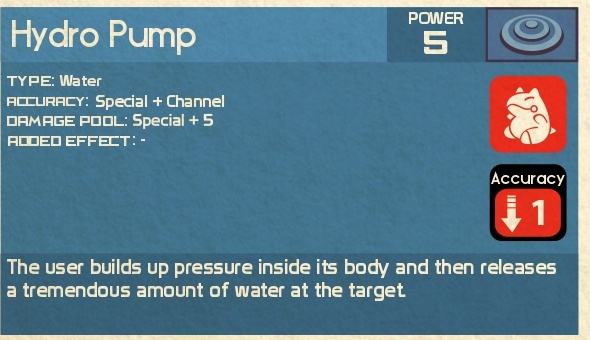 Hydro Pump
POWER
5
TYPE: Water
ACCURACY: Special + Channel
DAMAGE POOL: Special + 5
ADDED EFFECT: -
Accuracy
1
The user builds up pressure inside its body and then releases
a tremendous amount of water at the target.